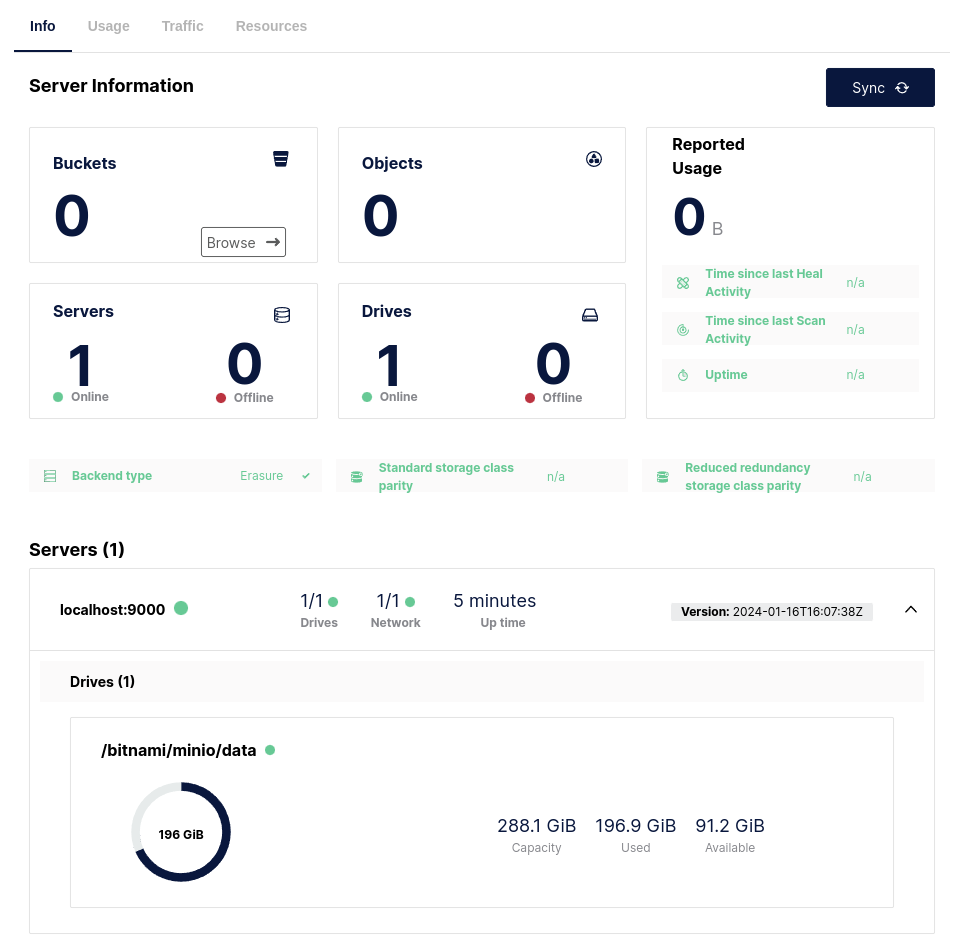 Info Usage Traffic Resources
Server Information
Sync
Buckets
0
Browse
Objects
0
Reported
Usage
0 B
Time since last Heal
Activity
n/a
Time since last Scan
Activity
n/a
Uptime
n/a
Servers
1 0
Online Offline
Drives
1 0
Online Offline
Backend type Erasure
Standard storage class
parity
n/a
Reduced redundancy
storage class parity
n/a
Servers (1)
localhost:9000
1/1
Drives
1/1
Network
5 minutes
Up time
Version: 2024-01-16T16:07:38Z
Drives (1)
/bitnami/minio/data
196 GiB
288.1 GiB
Capacity
196.9 GiB
Used
91.2 GiB
Available